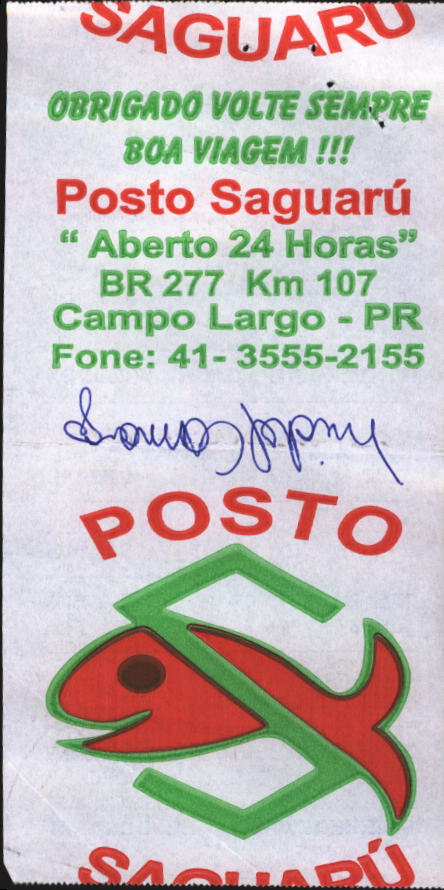 SAGUARÚ
OBRIGADO VOLTE SEMPRE
BOA VIAGEM !!!
Posto Saguarú
“ Aberto 24 Horas”
BR 277 Km 107
Campo Largo - PR
Fone: 41- 3555-2155
POSTO
SAGUARÚ